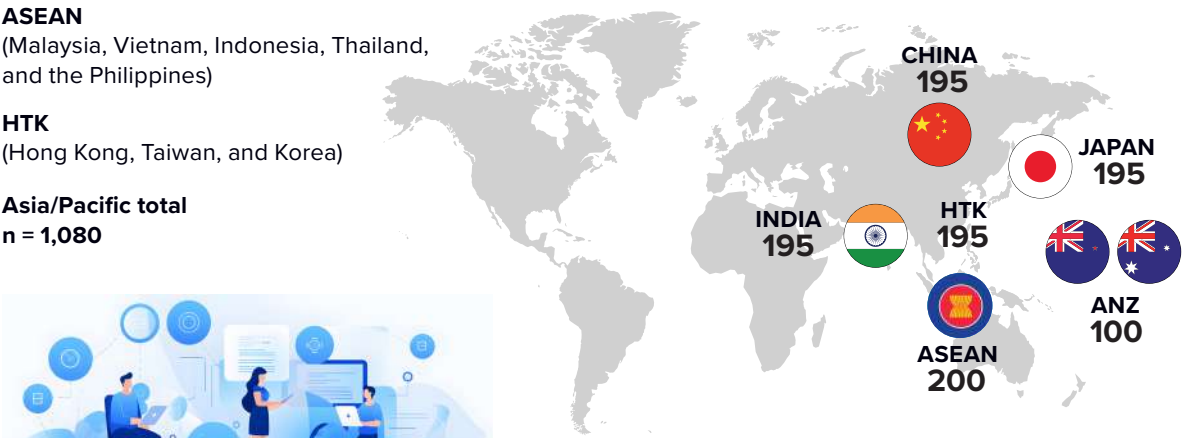 ASEAN
(Malaysia, Vietnam, Indonesia, Thailand,
and the Philippines)
HTK
(Hong Kong, Taiwan, and Korea)
Asia/Pacific total
n = 1,080
CHINA
195
JAPAN
195
INDIA
195
HTK
195
ANZ
100
ASEAN
200